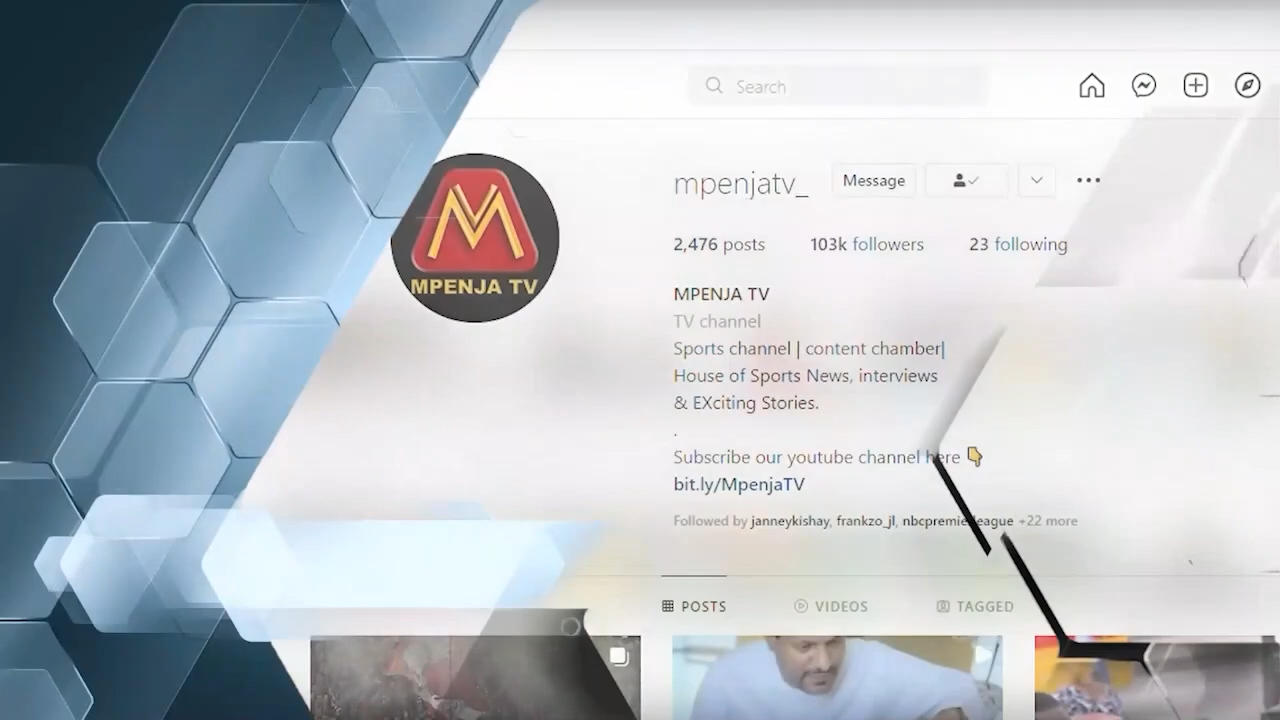 Search
mpenjatv_ Message
2,476 posts 103k followers 23 following
M
MPENJA TV
MPENJA TV
TV channel
Sports channel | content chamber|
House of Sports News, interviews
& EXciting Stories.
.
Subscribe our youtube channel here 👇
bit.ly/MpenjaTV
Followed by janneykishay, frankzo_jl, nbcpremierleague +22 more
POSTS VIDEOS TAGGED